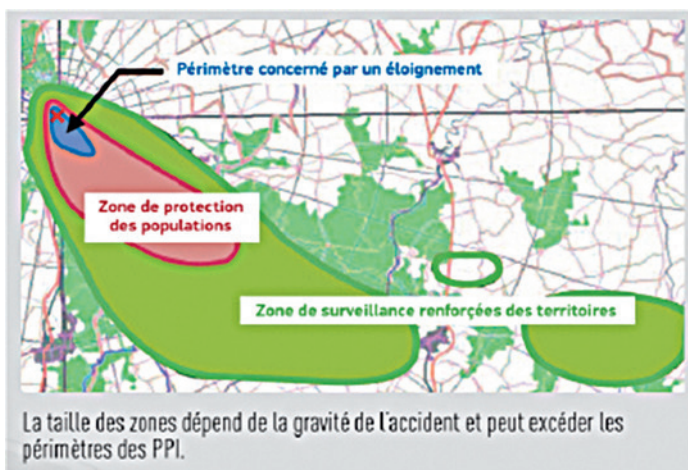 Périmètre concerné par un éloignement
Zone de protection
des populations
Zone de surveillance renforçées des territoires
La taille des zones dépend de la gravité de l'accident et peut excéder les
périmètres des PPI.